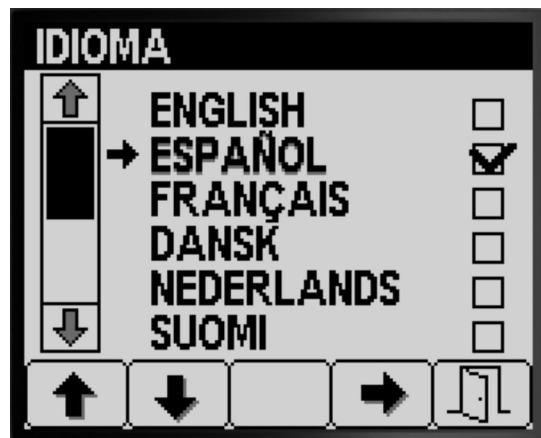 IDIOMA
ENGLISH
ESPAÑOL
FRANÇAIS
DANSK
NEDERLANDS
SUOMI